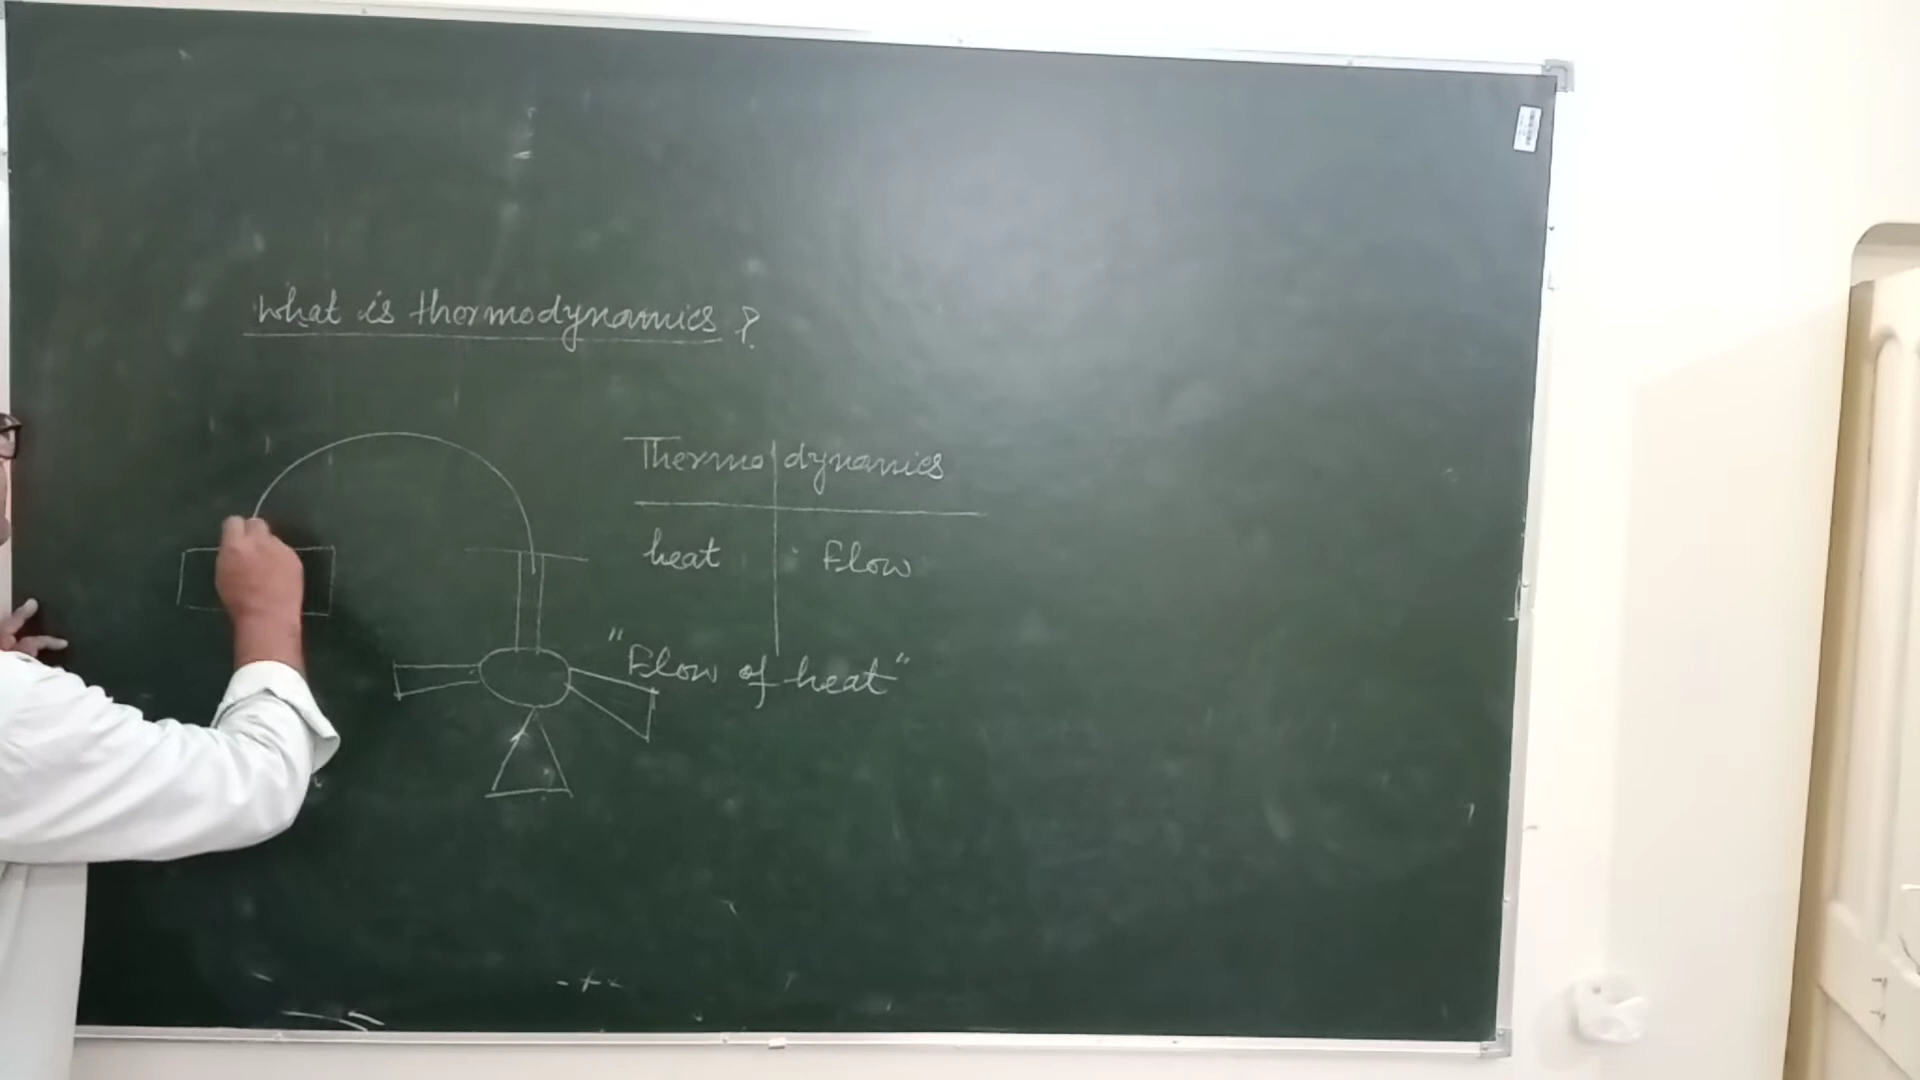 What is thermodynamics ?
Thermo dynamics
heat Flow
"Flow of heat"